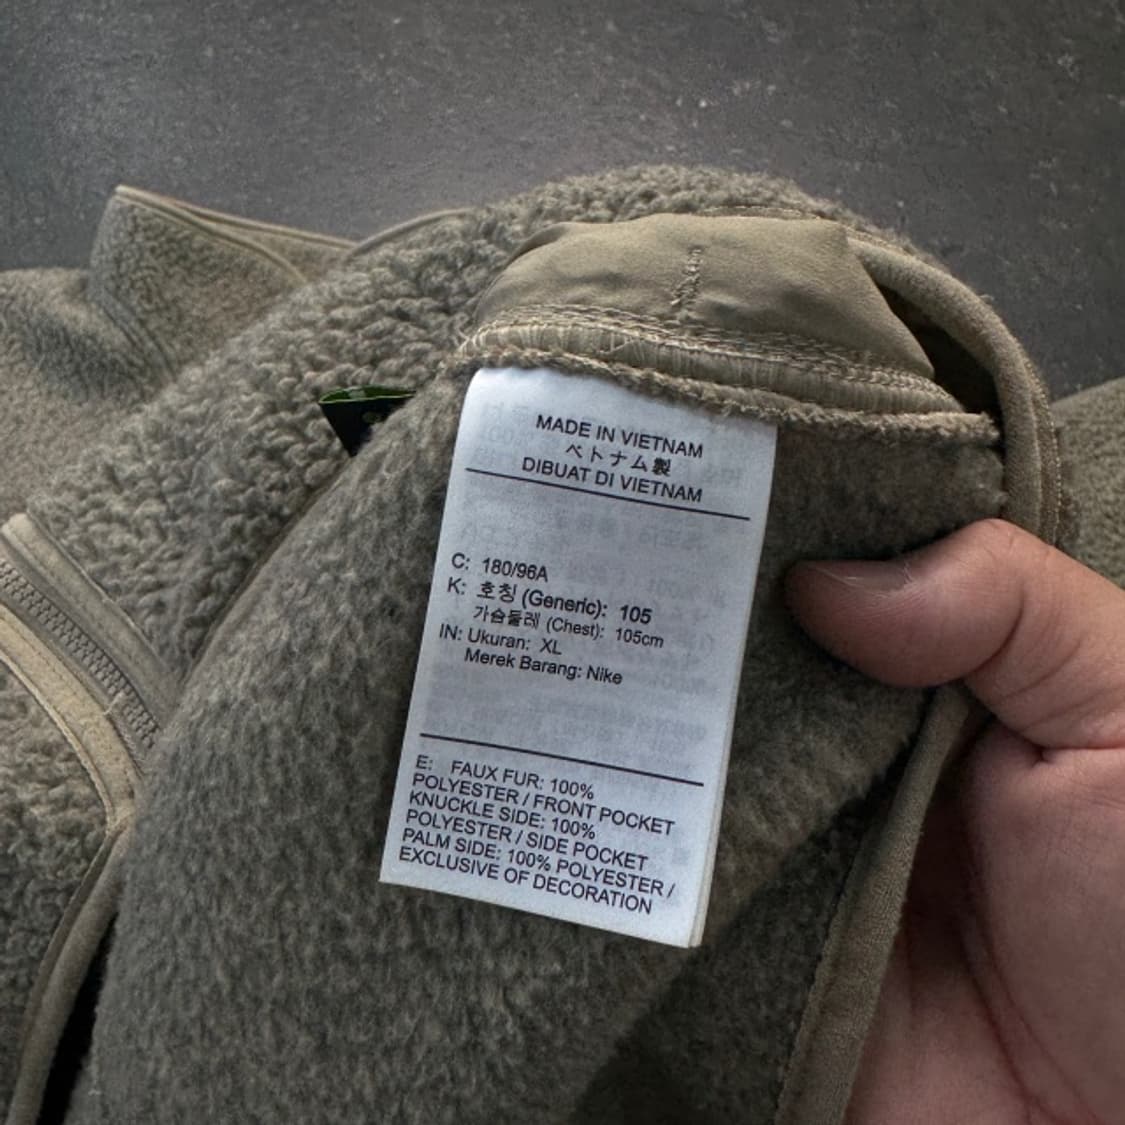 MADE IN VIETNAM
ベトナム製
DIBUAT DI VIETNAM
C: 180/96A
K: 호칭 (Generic): 105
가슴둘레 (Chest): 105cm
IN: Ukuran: XL
Merek Barang: Nike
E: FAUX FUR: 100%
POLYESTER / FRONT POCKET
KNUCKLE SIDE: 100%
POLYESTER / SIDE POCKET
PALM SIDE: 100% POLYESTER /
EXCLUSIVE OF DECORATION